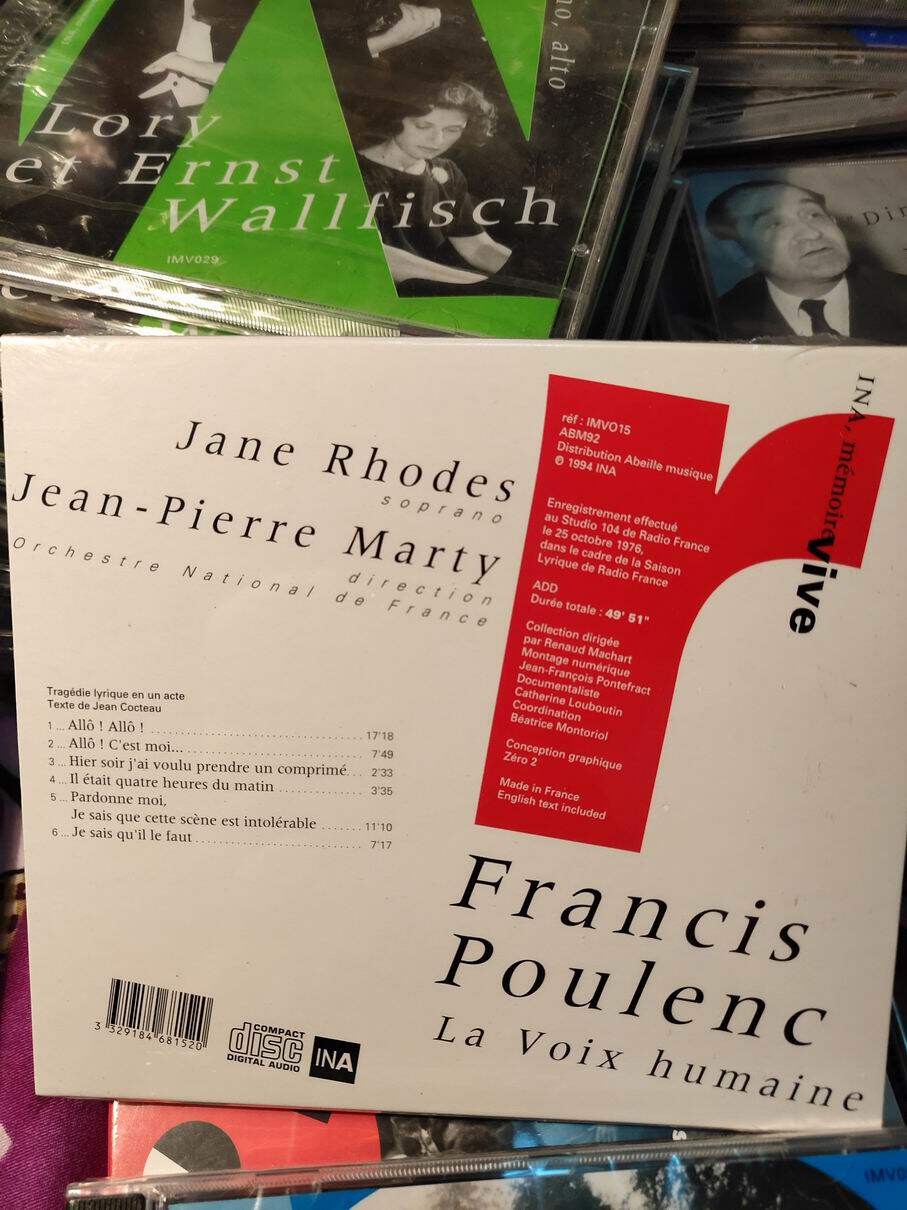 no, alto
Lory
et Ernst
Wallfisch
IMV029
"Dir
INA, mémoire vive
Jane Rhodes
soprano
Jean-Pierre Marty
direction
Orchestre National de France
réf : IMVO15
ABM92
Distribution Abeille musique
℗ 1994 INA
Enregistrement effectué
au Studio 104 de Radio France
le 25 octobre 1976,
dans le cadre de la Saison
Lyrique de Radio France
ADD
Durée totale : 49' 51"
Collection dirigée
par Renaud Machart
Montage numérique
Jean-François Pontefract
Documentaliste
Catherine Louboutin
Coordination
Béatrice Montoriol
Conception graphique
Zéro 2
Made in France
English text included
Tragédie lyrique en un acte
Texte de Jean Cocteau
1 ... Allô ! Allô ! .................................... 17'18
2 ... Allô ! C'est moi... .............................. 7'49
3 ... Hier soir j'ai voulu prendre un comprimé... 2'33
4 ... Il était quatre heures du matin .............. 3'35
5 ... Pardonne moi,
Je sais que cette scène est intolérable ....... 11'10
6 ... Je sais qu'il le faut ............................ 7'17
Francis
Poulenc
La Voix humaine
3 329184 681520
COMPACT
disc
DIGITAL AUDIO
INA
IMV0